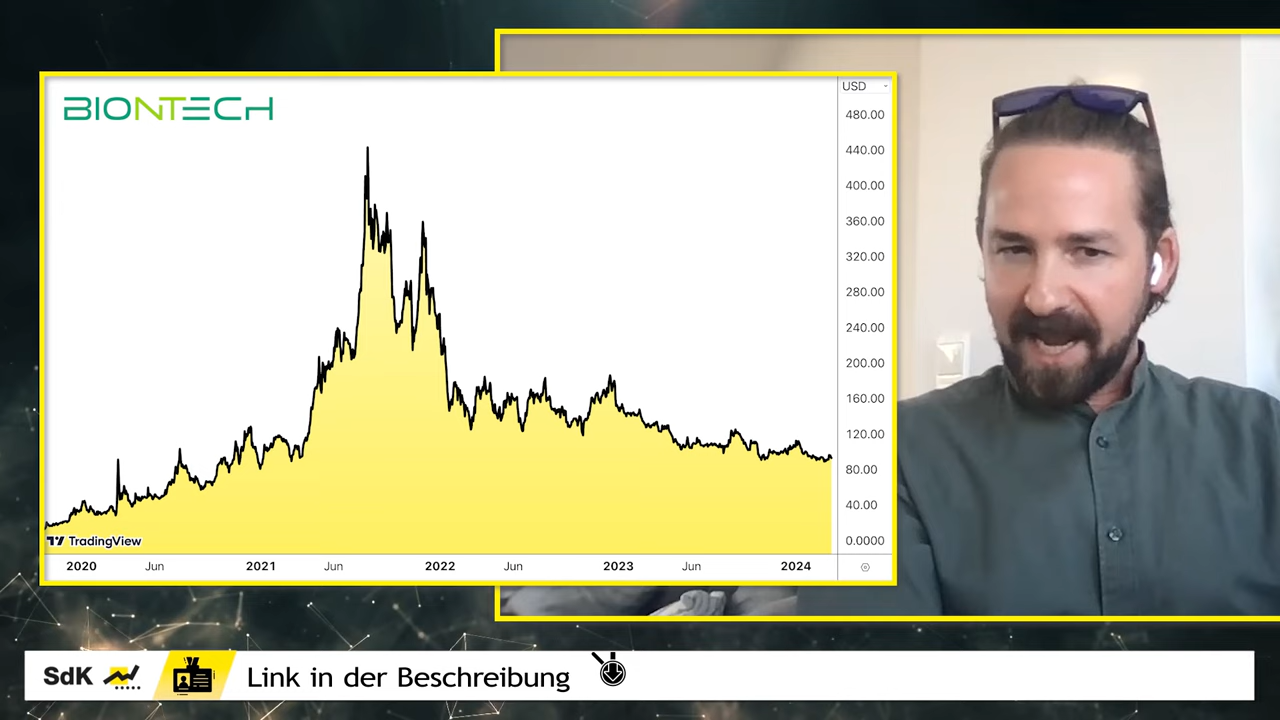 BIONTECH
USD
480.00
440.00
400.00
360.00
320.00
280.00
240.00
200.00
160.00
120.00
80.00
40.00
0.0000
TradingView
2020 Jun 2021 Jun 2022 Jun 2023 Jun 2024
SdK Link in der Beschreibung